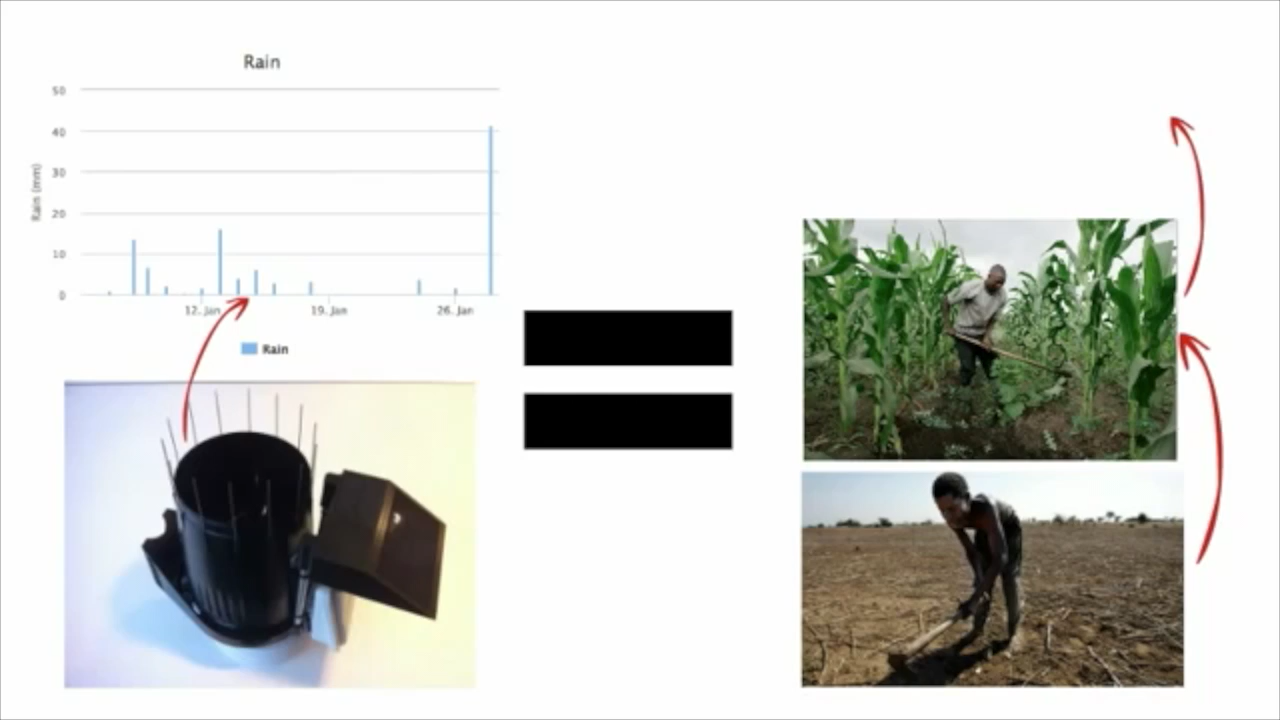 Rain
50
40
30
20
10
0
Rain (mm)
12. Jan
19. Jan
26. Jan
Rain